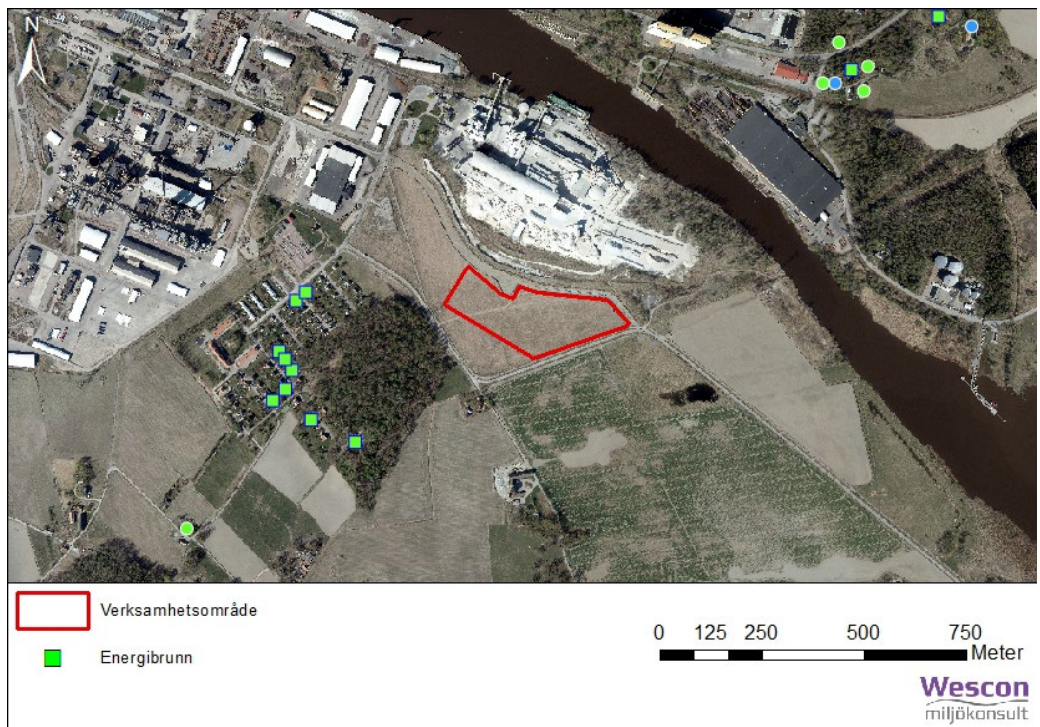 N
Verksamhetsområde
Energibrunn
0 125 250 500 750
Meter
Wescon
miljökonsult